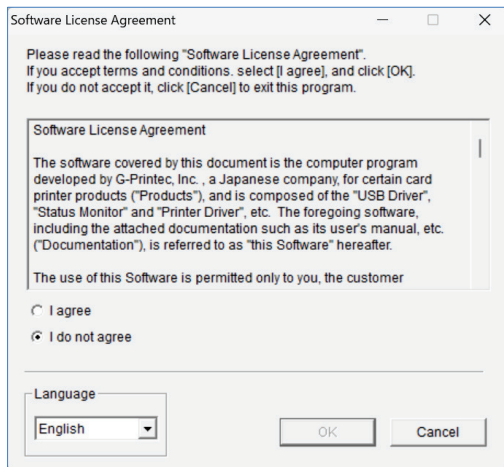 Software License Agreement
Please read the following "Software License Agreement".
If you accept terms and conditions. select [I agree], and click [OK].
If you do not accept it, click [Cancel] to exit this program.
Software License Agreement
The software covered by this document is the computer program
developed by G-Printec, Inc. , a Japanese company, for certain card
printer products ("Products"), and is composed of the "USB Driver",
"Status Monitor" and "Printer Driver", etc. The foregoing software,
including the attached documentation such as its user's manual, etc.
("Documentation"), is referred to as "this Software" hereafter.
The use of this Software is permitted only to you, the customer
I agree
I do not agree
Language
English
OK
Cancel